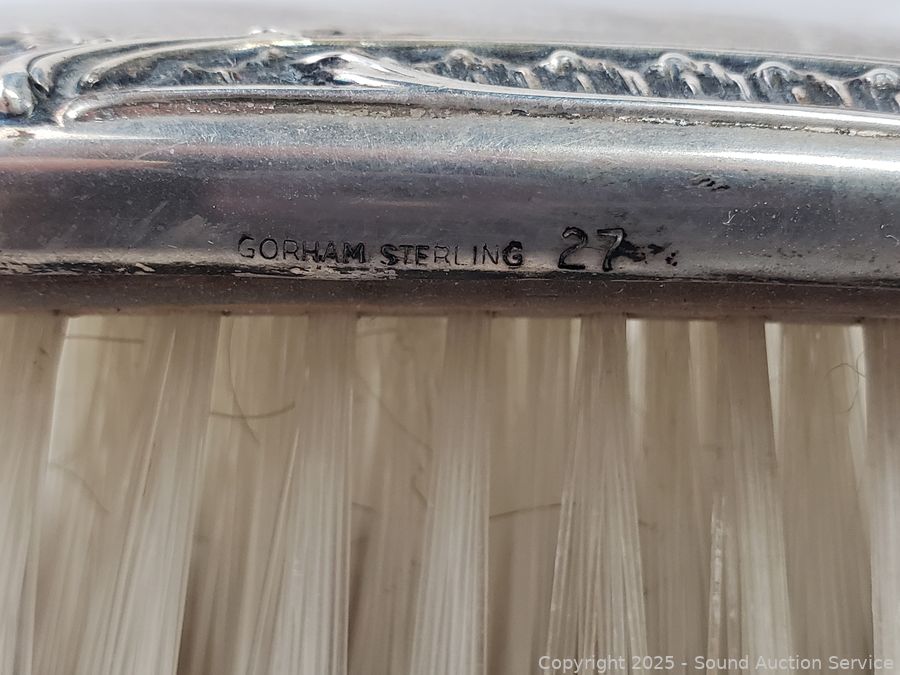 GORHAM STERLING 27
Copyright 2025 - Sound Auction Service